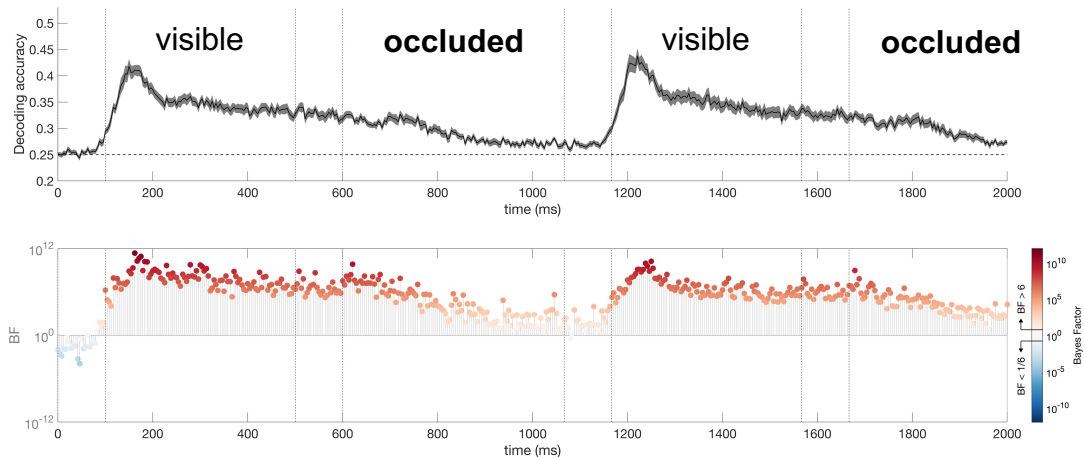 visible occluded visible occluded
Decoding accuracy
0.5
0.45
0.4
0.35
0.3
0.25
0.2
0 200 400 600 800 1000 1200 1400 1600 1800 2000
time (ms)
BF
10^12
10^0
10^-12
0 200 400 600 800 1000 1200 1400 1600 1800 2000
time (ms)
10^10
10^5
10^0
10^-5
10^-10
BF > 6
BF < 1/6
Bayes Factor